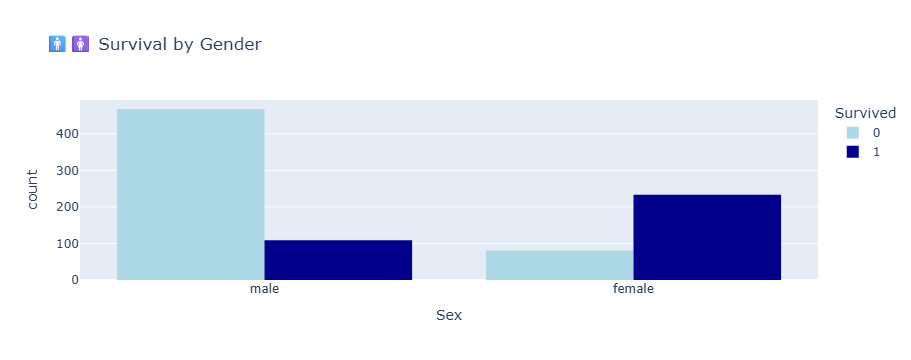 🚹 🚺 Survival by Gender
Survived
0
1
count
400
300
200
100
0
male
female
Sex